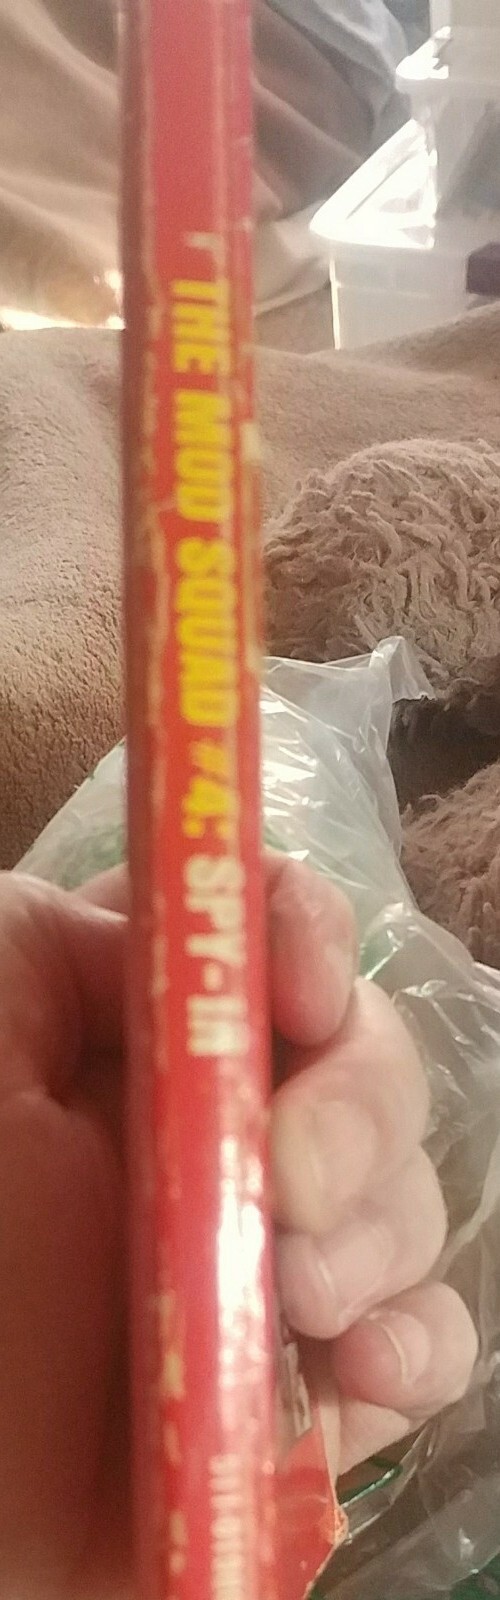 THE MOD SQUAD #4: SPY-IN